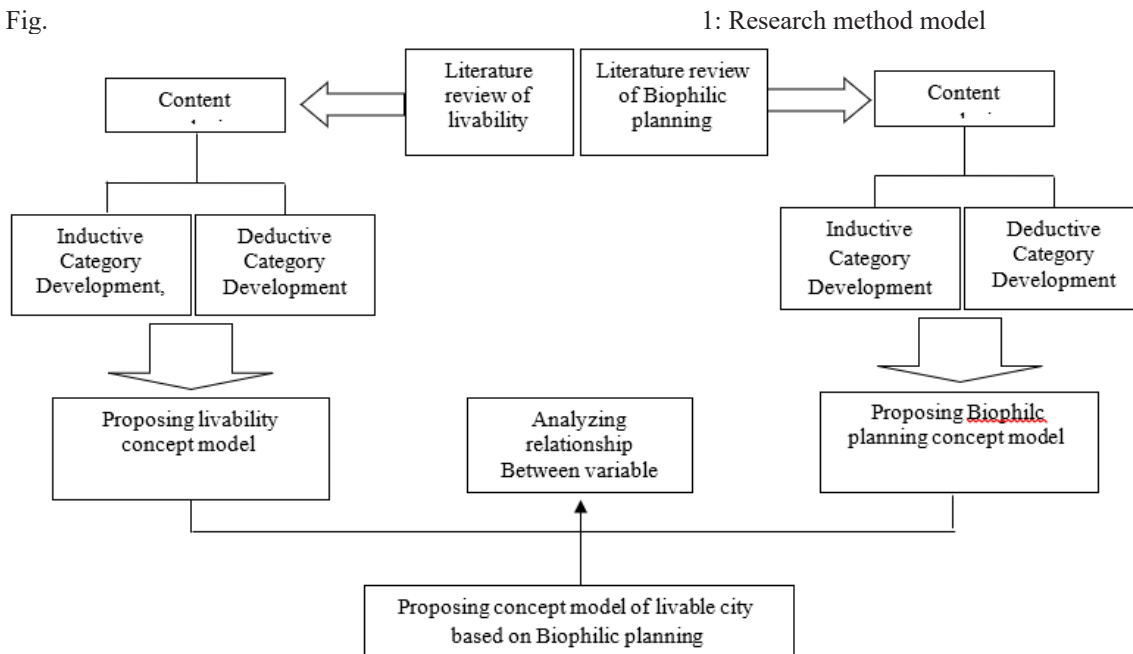 Fig. 1: Research method model
Literature
review of
livability
Literature review
of Biophilic
planning
Content
Content
Inductive
Category
Development,
Deductive
Category
Development
Inductive
Category
Development
Deductive
Category
Development
Proposing livability
concept model
Analyzing
relationship
Between variable
Proposing Biophilc
planning concept model
Proposing concept model of livable city
based on Biophilic planning